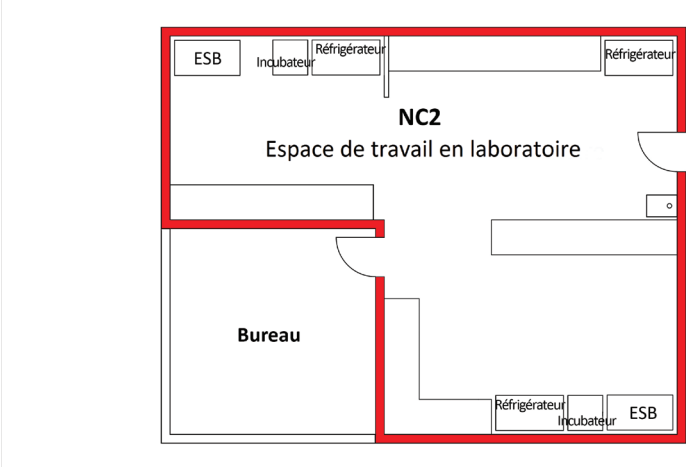 ESB
Incubateur
Réfrigérateur
Réfrigérateur
NC2
Espace de travail en laboratoire
Bureau
Réfrigérateur
Incubateur
ESB